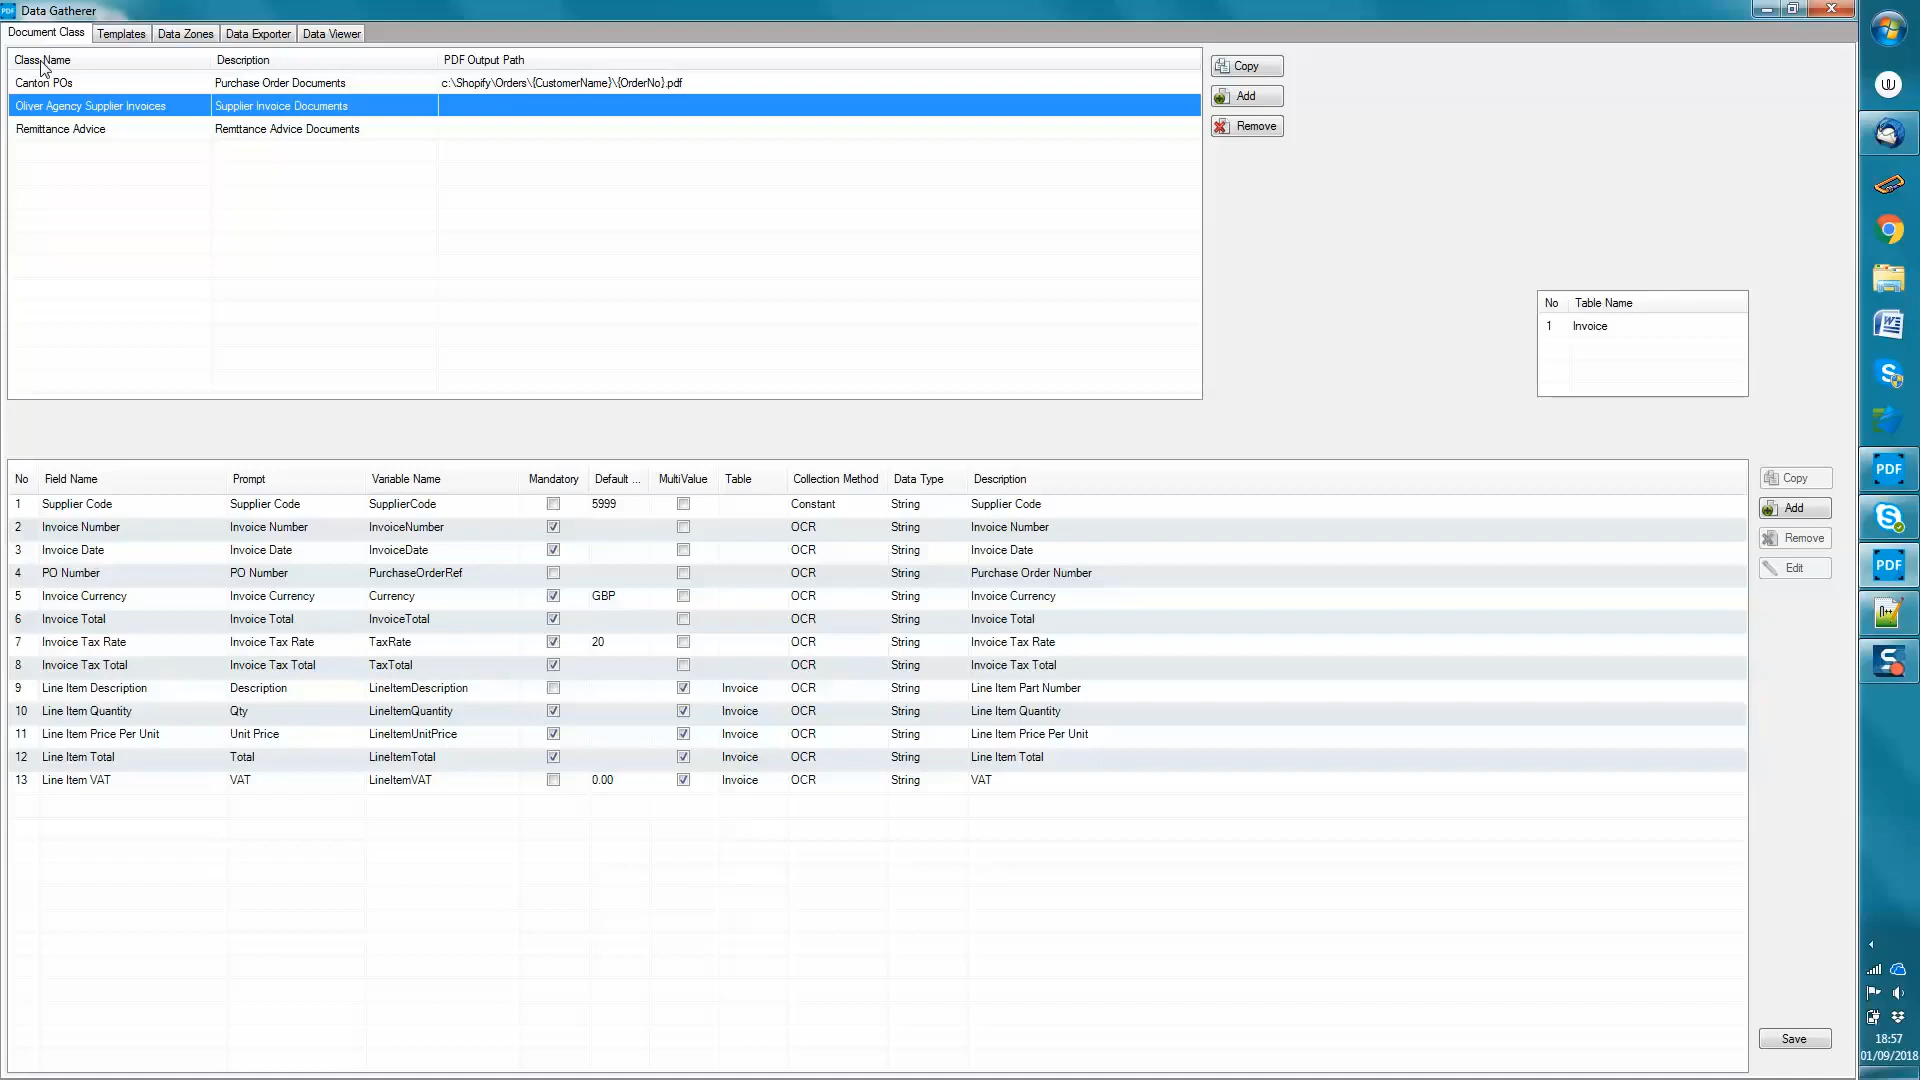 Data Gatherer
Document Class Templates Data Zones Data Exporter Data Viewer
Class Name Description PDF Output Path
Canton POs Purchase Order Documents c:\Shopify\Orders\{CustomerName}\{OrderNo}.pdf
Oliver Agency Supplier Invoices Supplier Invoice Documents
Remittance Advice Remttance Advice Documents
Copy
Add
Remove
No Table Name
1 Invoice
No Field Name Prompt Variable Name Mandatory Default ... MultiValue Table Collection Method Data Type Description
1 Supplier Code Supplier Code SupplierCode 5999 Constant String Supplier Code
2 Invoice Number Invoice Number InvoiceNumber OCR String Invoice Number
3 Invoice Date Invoice Date InvoiceDate OCR String Invoice Date
4 PO Number PO Number PurchaseOrderRef OCR String Purchase Order Number
5 Invoice Currency Invoice Currency Currency GBP OCR String Invoice Currency
6 Invoice Total Invoice Total InvoiceTotal OCR String Invoice Total
7 Invoice Tax Rate Invoice Tax Rate TaxRate 20 OCR String Invoice Tax Rate
8 Invoice Tax Total Invoice Tax Total TaxTotal OCR String Invoice Tax Total
9 Line Item Description Description LineItemDescription Invoice OCR String Line Item Part Number
10 Line Item Quantity Qty LineItemQuantity Invoice OCR String Line Item Quantity
11 Line Item Price Per Unit Unit Price LineItemUnitPrice Invoice OCR String Line Item Price Per Unit
12 Line Item Total Total LineItemTotal Invoice OCR String Line Item Total
13 Line Item VAT VAT LineItemVAT 0.00 Invoice OCR String VAT
Copy
Add
Remove
Edit
Save
PDF
PDF
18:57
01/09/2018